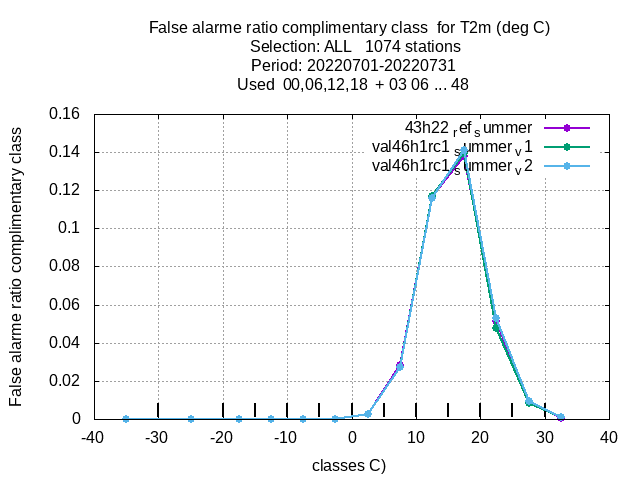 False alarme ratio complimentary class  for T2m (deg C)
Selection: ALL   1074 stations
Period: 20220701-20220731
Used  00,06,12,18  + 03 06 ... 48
False alarme ratio complimentary class
0.16
0.14
0.12
0.1
0.08
0.06
0.04
0.02
0
43h22_ref_summer
val46h1rc1_summer_v1
val46h1rc1_summer_v2
-40 -30 -20 -10 0 10 20 30 40
classes C)